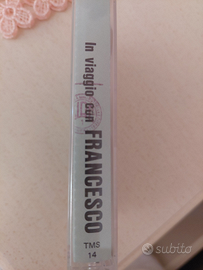 In viaggio con FRANCESCO
TMS
14
subito